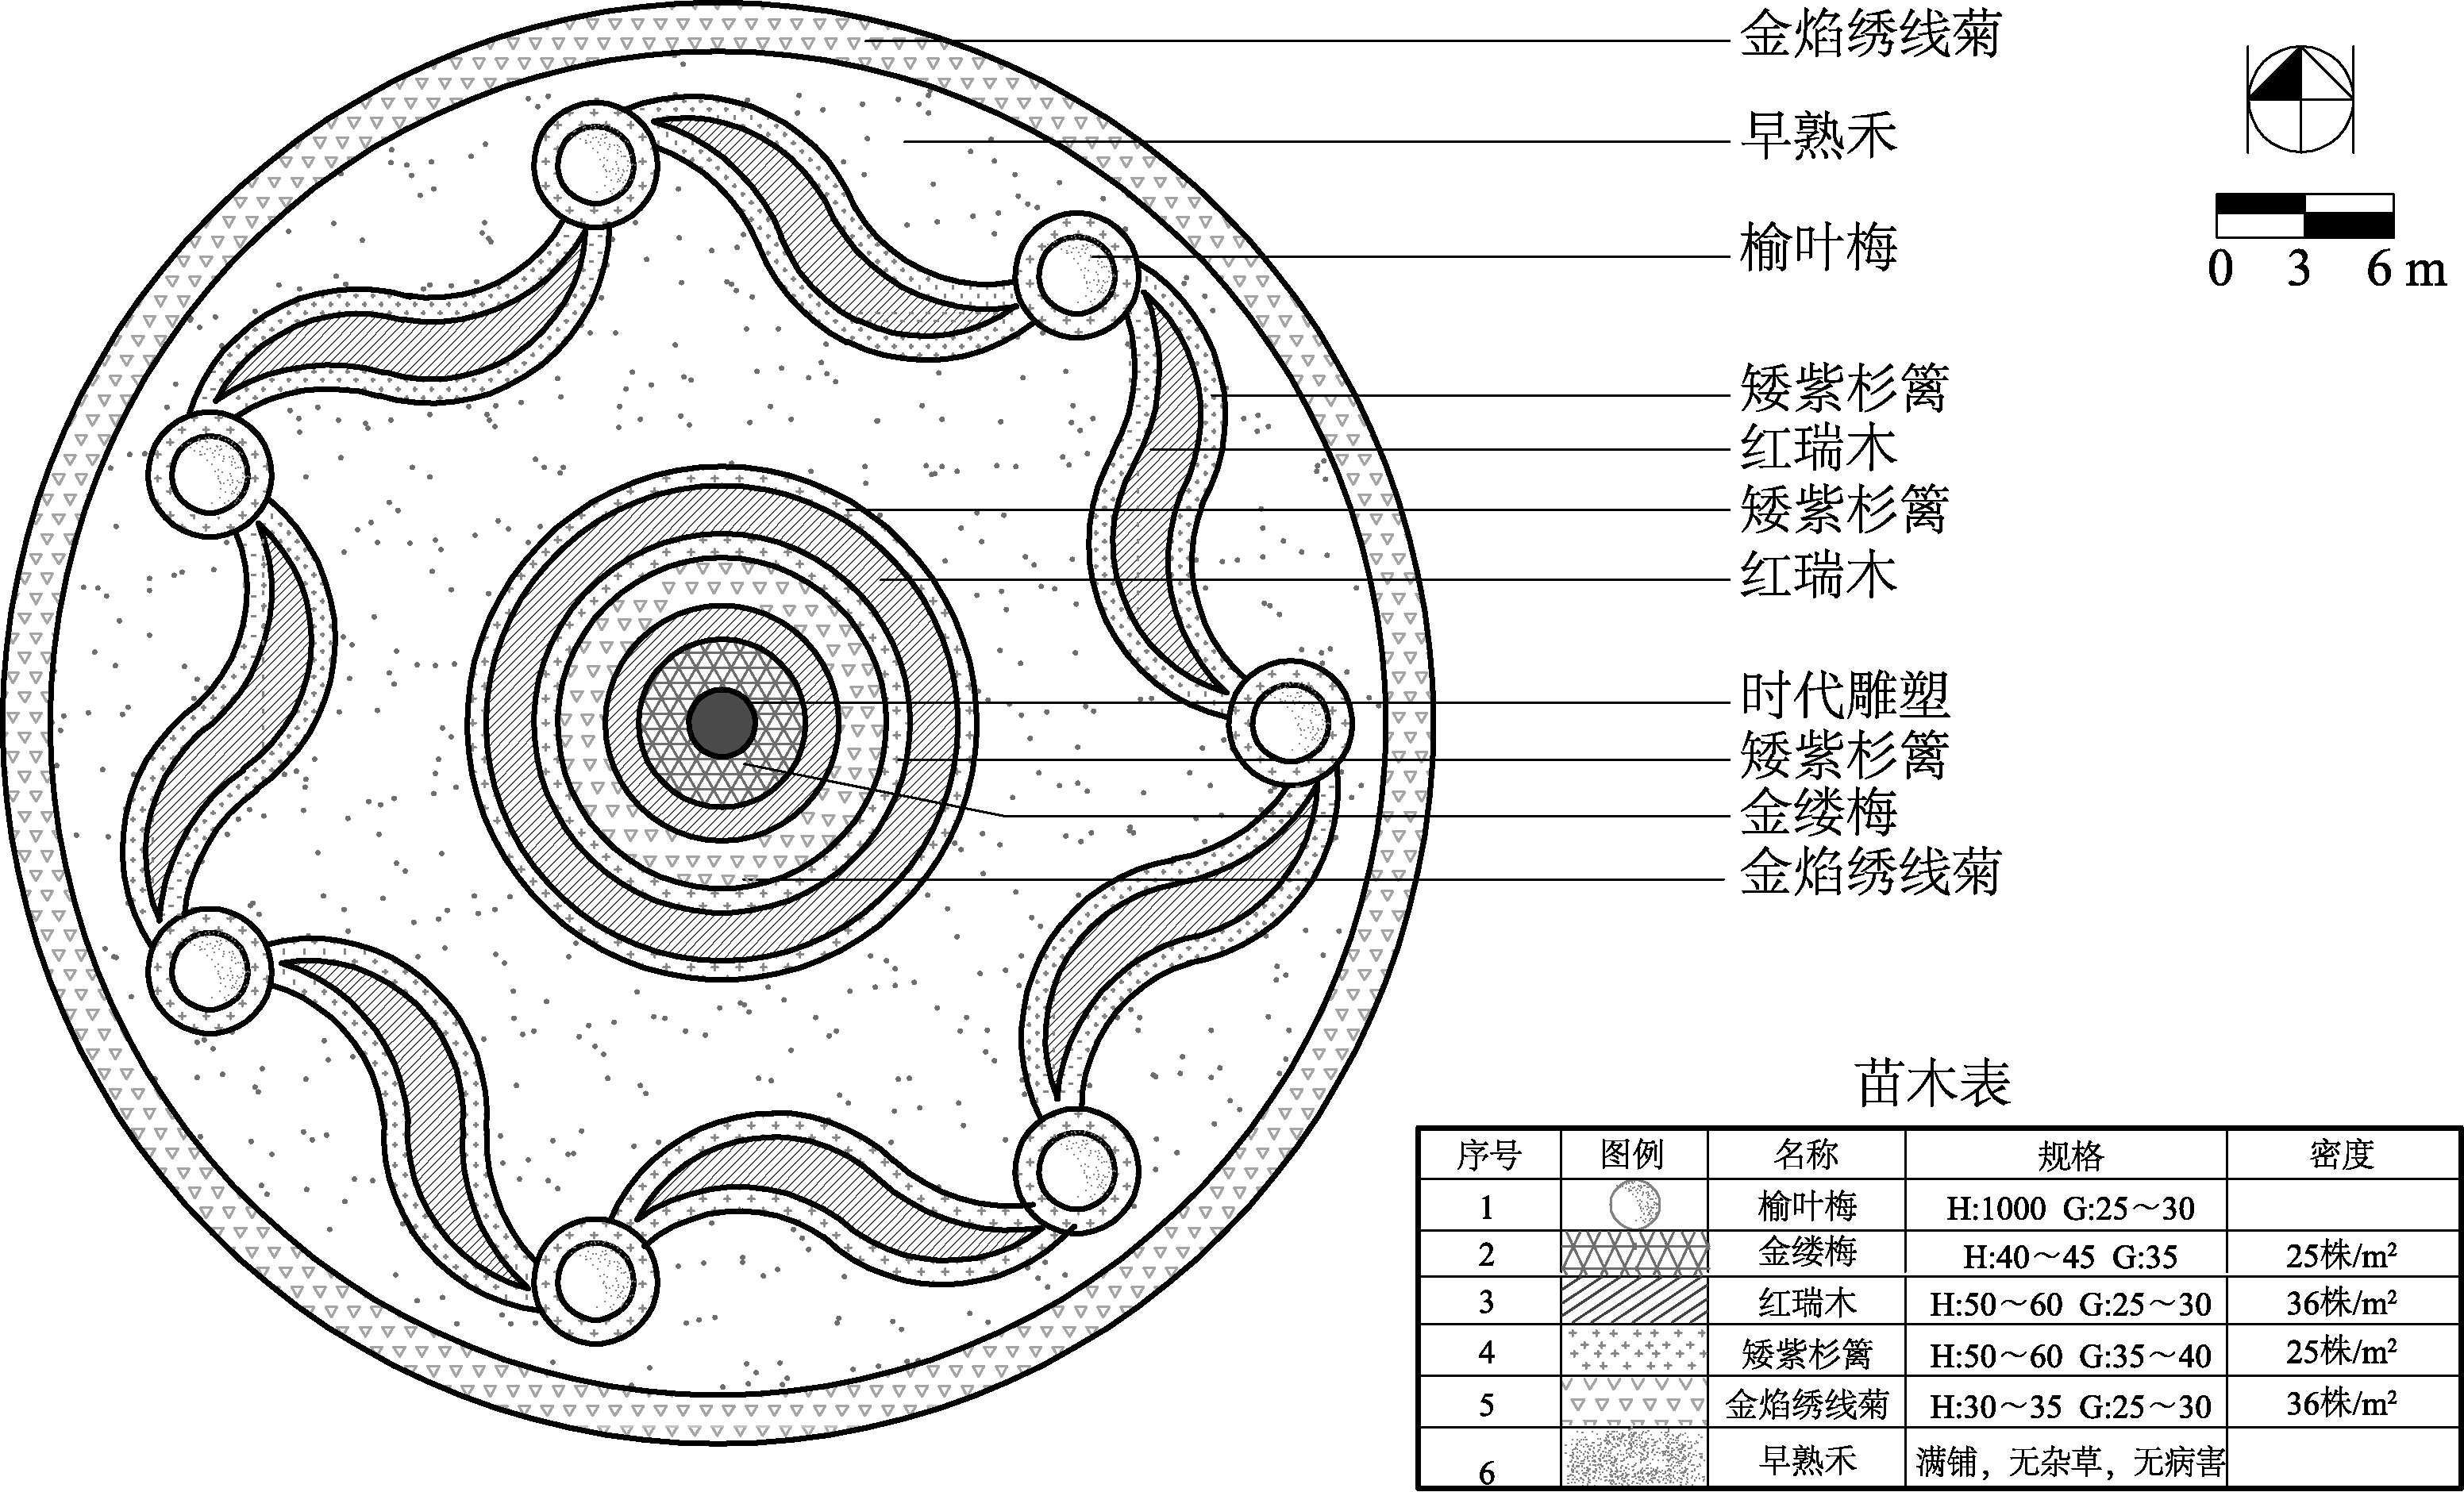 金焰绣线菊
早熟禾
榆叶梅
0 3 6 m
矮紫杉篱
红瑞木
矮紫杉篱
红瑞木
时代雕塑
矮紫杉篱
金缕梅
金焰绣线菊
苗木表
序号 图例 名称 规格 密度
1 榆叶梅 H:1000 G:25～30
2 金缕梅 H:40～45 G:35 25株/m²
3 红瑞木 H:50～60 G:25～30 36株/m²
4 矮紫杉篱 H:50～60 G:35～40 25株/m²
5 金焰绣线菊 H:30～35 G:25～30 36株/m²
6 早熟禾 满铺，无杂草，无病害